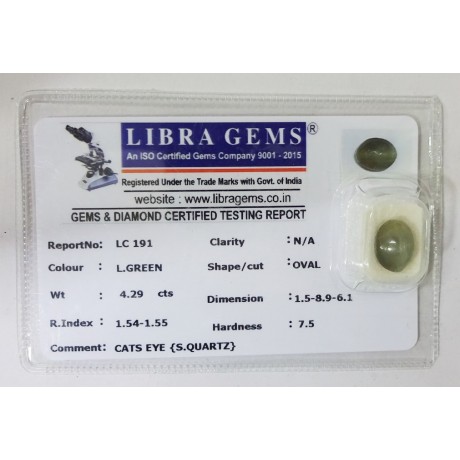 LIBRA GEMS®
An ISO Certified Gems Company 9001 - 2015
Registered Under the Trade Marks with Govt. of India
website : www.libragems.co.in
GEMS & DIAMOND CERTIFIED TESTING REPORT
ReportNo: LC 191 Clarity : N/A
Colour : L.GREEN Shape/cut : OVAL
Wt : 4.29 cts Dimension : 1.5-8.9-6.1
R.Index : 1.54-1.55 Hardness : 7.5
Comment: CATS EYE {S.QUARTZ}